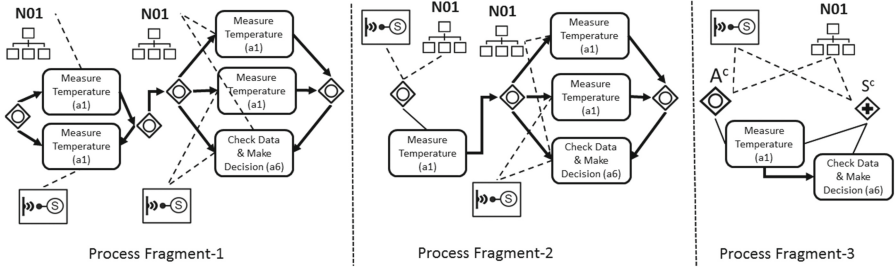 N01
Measure
Temperature
(a1)
Measure
Temperature
(a1)
S
N01
Measure
Temperature
(a1)
Measure
Temperature
(a1)
Check Data
& Make
Decision (a6)
S
Process Fragment-1
S
N01
Measure
Temperature
(a1)
N01
Measure
Temperature
(a1)
Measure
Temperature
(a1)
Check Data
& Make
Decision (a6)
S
Process Fragment-2
S
N01
Aᶜ
Sᶜ
Measure
Temperature
(a1)
Check Data
& Make
Decision (a6)
Process Fragment-3